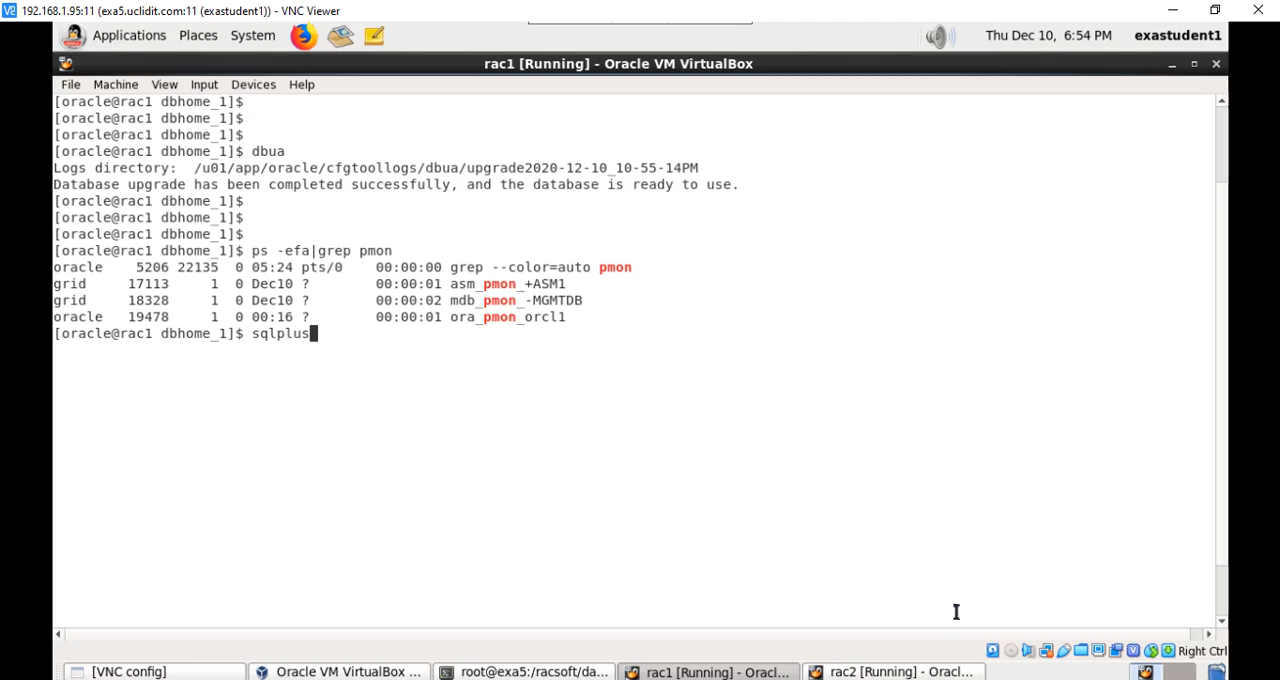 192.168.1.95:11 (exa5.uclidit.com:11 (exastudent1)) - VNC Viewer
Applications Places System Thu Dec 10, 6:54 PM exastudent1
rac1 [Running] - Oracle VM VirtualBox
File Machine View Input Devices Help
[oracle@rac1 dbhome_1]$
[oracle@rac1 dbhome_1]$
[oracle@rac1 dbhome_1]$
[oracle@rac1 dbhome_1]$ dbua
Logs directory:  /u01/app/oracle/cfgtoollogs/dbua/upgrade2020-12-10_10-55-14PM
Database upgrade has been completed successfully, and the database is ready to use.
[oracle@rac1 dbhome_1]$
[oracle@rac1 dbhome_1]$
[oracle@rac1 dbhome_1]$
[oracle@rac1 dbhome_1]$ ps -efa|grep pmon
oracle    5206 22135  0 05:24 pts/0    00:00:00 grep --color=auto pmon
grid     17113     1  0 Dec10 ?        00:00:01 asm_pmon_+ASM1
grid     18328     1  0 Dec10 ?        00:00:02 mdb_pmon_-MGMTDB
oracle   19478     1  0 00:16 ?        00:00:01 ora_pmon_orcl1
[oracle@rac1 dbhome_1]$ sqlplus
Right Ctrl
[VNC config] Oracle VM VirtualBox ... root@exa5:/racsoft/da... rac1 [Running] - Oracl... rac2 [Running] - Oracl...